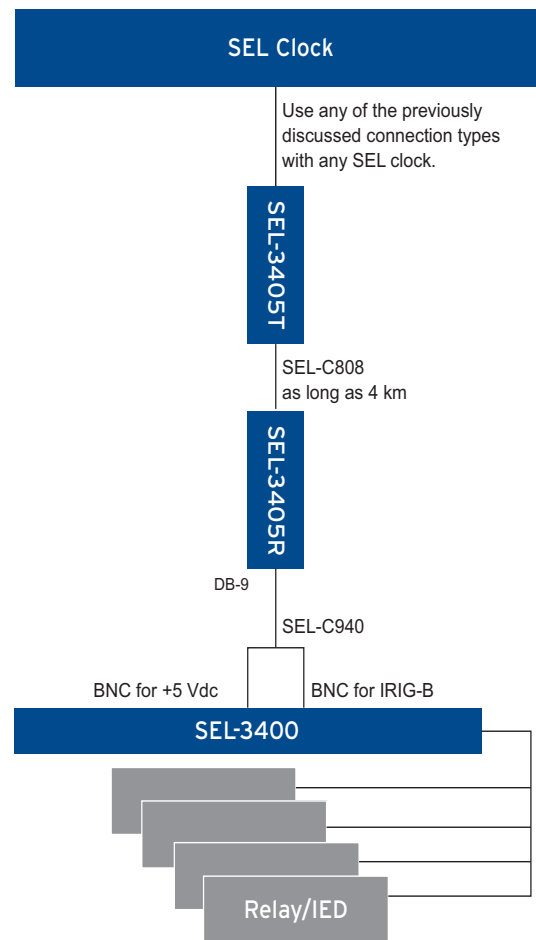 SEL Clock
Use any of the previously
discussed connection types
with any SEL clock.
SEL-3405T
SEL-C808
as long as 4 km
SEL-3405R
DB-9
SEL-C940
BNC for +5 Vdc
BNC for IRIG-B
SEL-3400
Relay/IED